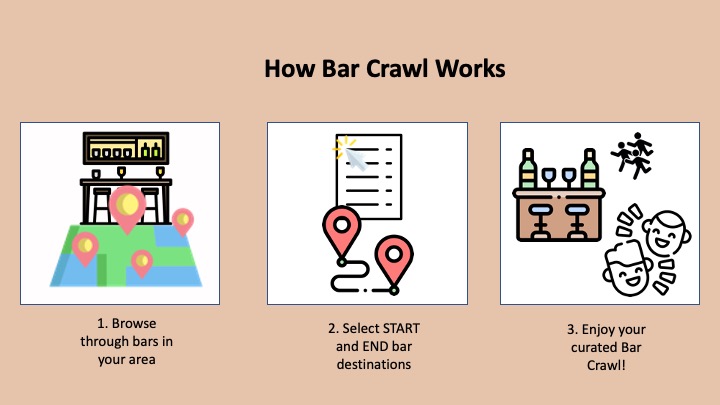 How Bar Crawl Works
1. Browse
through bars in
your area
2. Select START
and END bar
destinations
3. Enjoy your
curated Bar
Crawl!